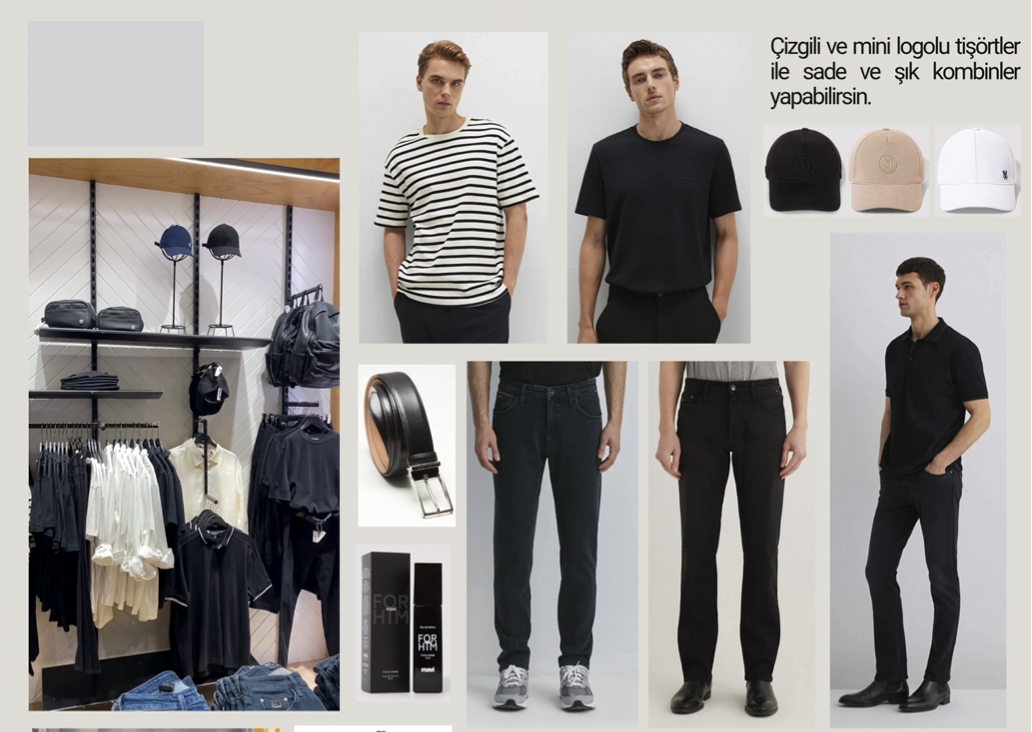 Çizgili ve mini logolu tişörtler
ile sade ve şık kombinler
yapabilirsin.
FOR
HIM
FOR
HIM
mavi